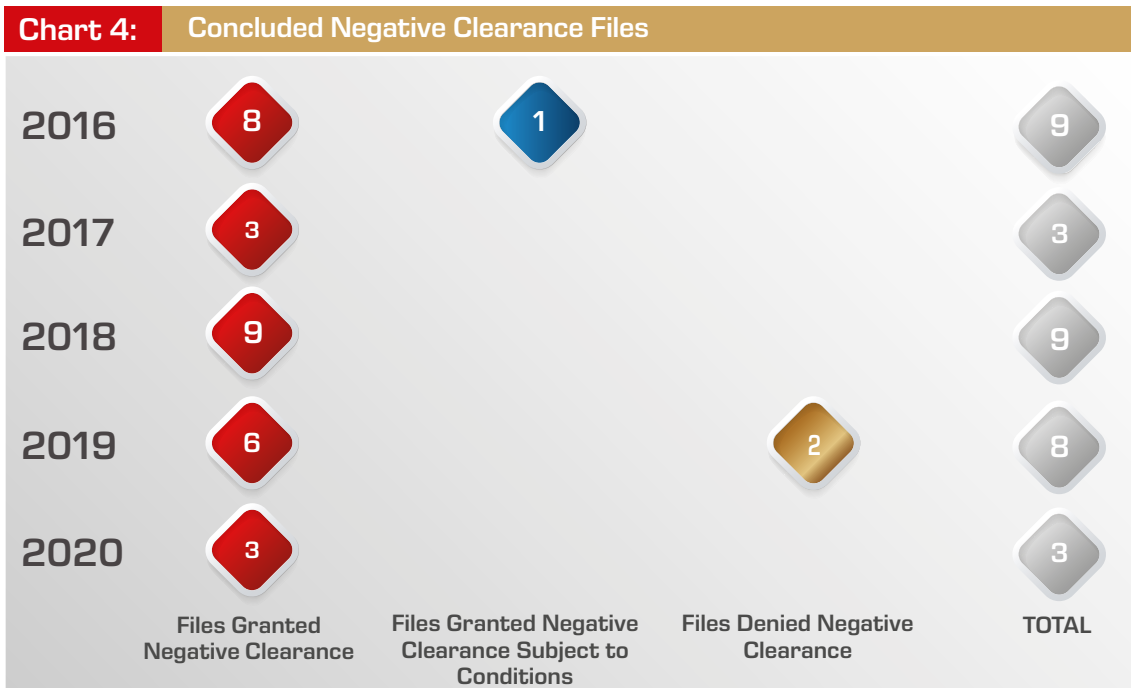 Chart 4: Concluded Negative Clearance Files
2016 8 1 9
2017 3 3
2018 9 9
2019 6 2 8
2020 3 3
Files Granted
Negative Clearance
Files Granted Negative
Clearance Subject to
Conditions
Files Denied Negative
Clearance
TOTAL